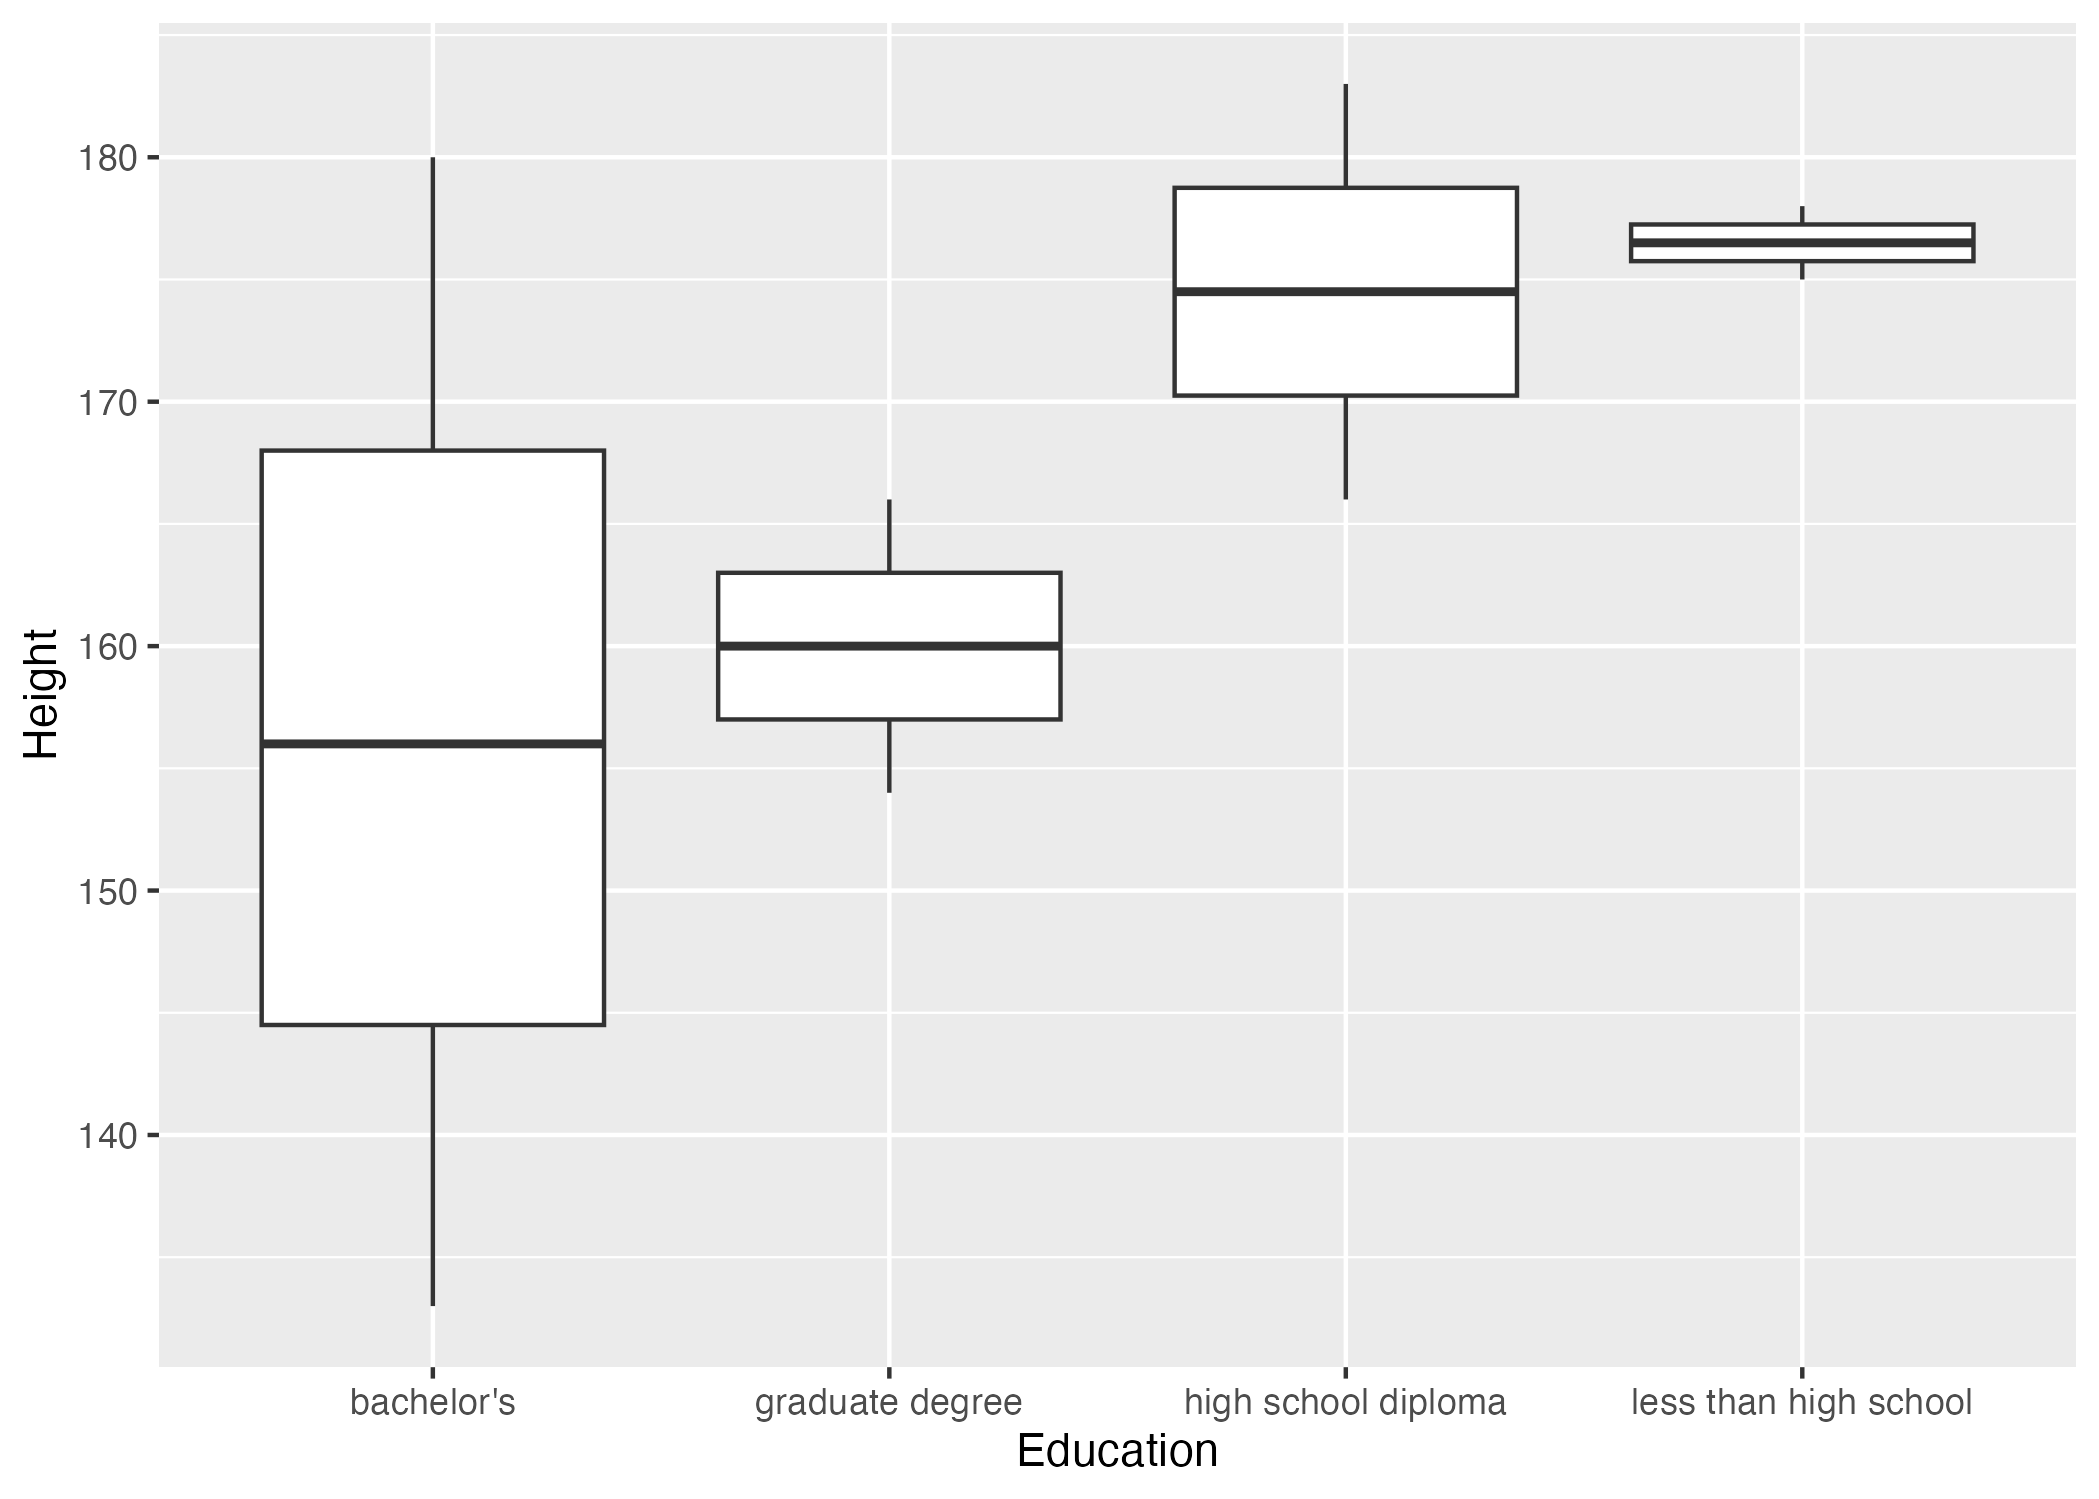 Height
180
170
160
150
140
bachelor's
graduate degree
high school diploma
less than high school
Education